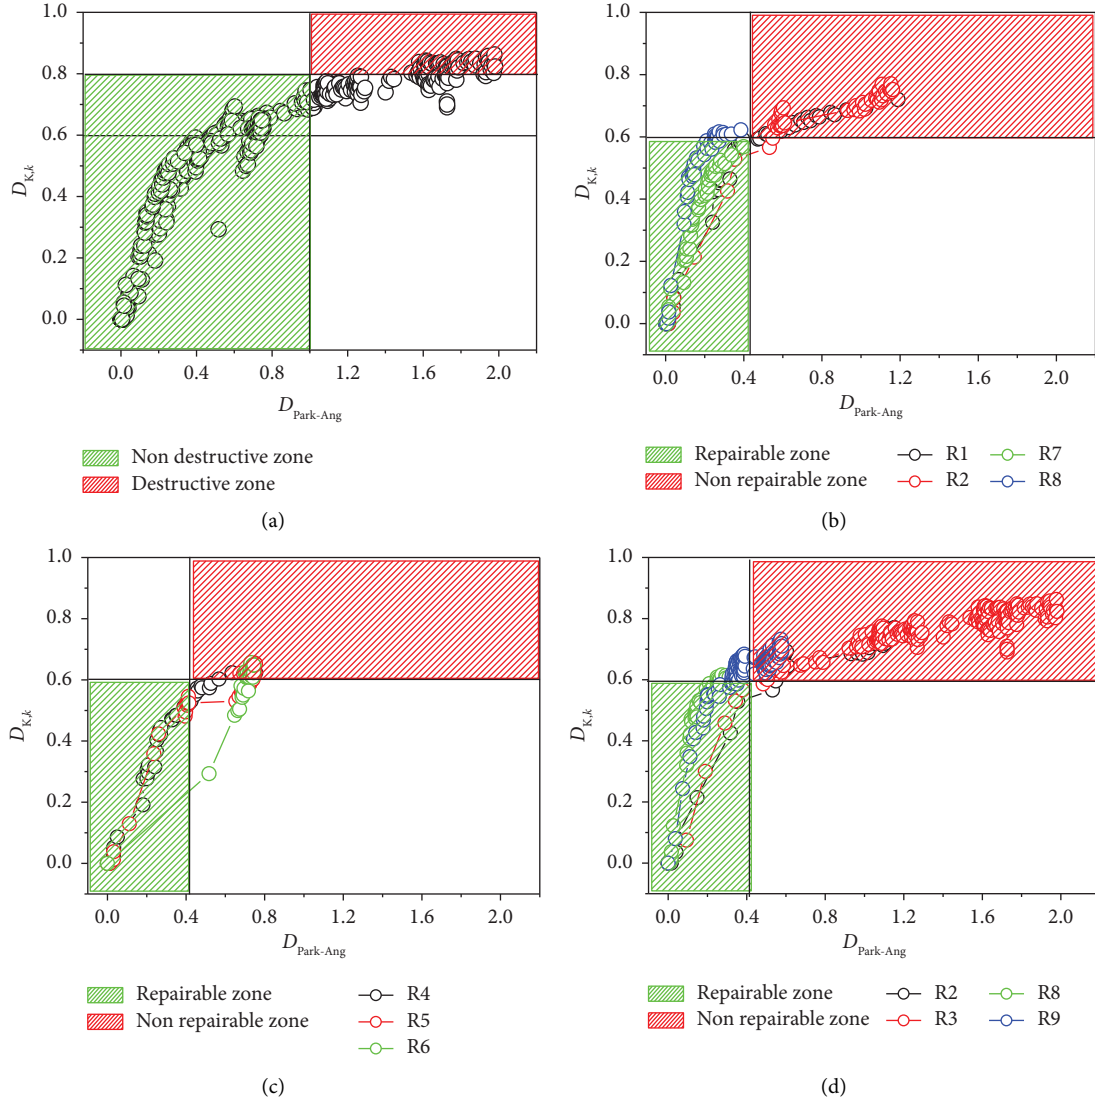 1.0
0.8
0.6
0.4
0.2
0.0
D_K,k
0.0 0.4 0.8 1.2 1.6 2.0
D_Park-Ang
Non destructive zone
Destructive zone
(a)
1.0
0.8
0.6
0.4
0.2
0.0
D_K,k
0.0 0.4 0.8 1.2 1.6 2.0
D_Park-Ang
Repairable zone R1 R7
Non repairable zone R2 R8
(b)
1.0
0.8
0.6
0.4
0.2
0.0
D_K,k
0.0 0.4 0.8 1.2 1.6 2.0
D_Park-Ang
Repairable zone R4
Non repairable zone R5
R6
(c)
1.0
0.8
0.6
0.4
0.2
0.0
D_K,k
0.0 0.4 0.8 1.2 1.6 2.0
D_Park-Ang
Repairable zone R2 R8
Non repairable zone R3 R9
(d)